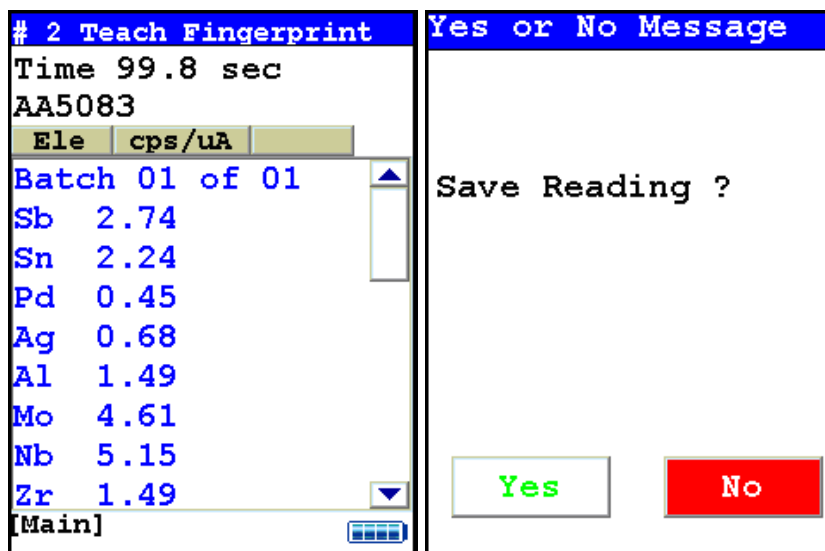 # 2 Teach Fingerprint
Time 99.8 sec
AA5083
Ele cps/uA
Batch 01 of 01
Sb 2.74
Sn 2.24
Pd 0.45
Ag 0.68
Al 1.49
Mo 4.61
Nb 5.15
Zr 1.49
[Main]
Yes or No Message
Save Reading ?
Yes No